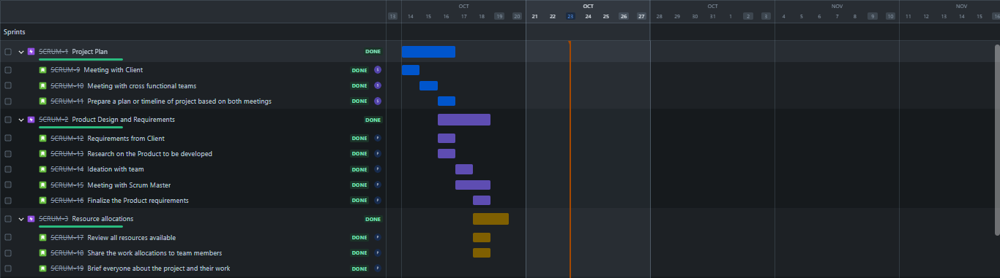 OCT OCT OCT NOV NOV
13 14 15 16 17 18 19 20 21 22 23 24 25 26 27 28 29 30 31 1 2 3 4 5 6 7 8 9 10 11 12 13 14 15 16
Sprints
SCRUM-1 Project Plan DONE
SCRUM-9 Meeting with Client DONE
SCRUM-10 Meeting with cross functional teams DONE
SCRUM-11 Prepare a plan or timeline of project based on both meetings DONE
SCRUM-2 Product Design and Requirements DONE
SCRUM-12 Requirements from Client DONE
SCRUM-13 Research on the Product to be developed DONE
SCRUM-14 Ideation with team DONE
SCRUM-15 Meeting with Scrum Master DONE
SCRUM-16 Finalize the Product requirements DONE
SCRUM-3 Resource allocations DONE
SCRUM-17 Review all resources available DONE
SCRUM-18 Share the work allocations to team members DONE
SCRUM-19 Brief everyone about the project and their work DONE